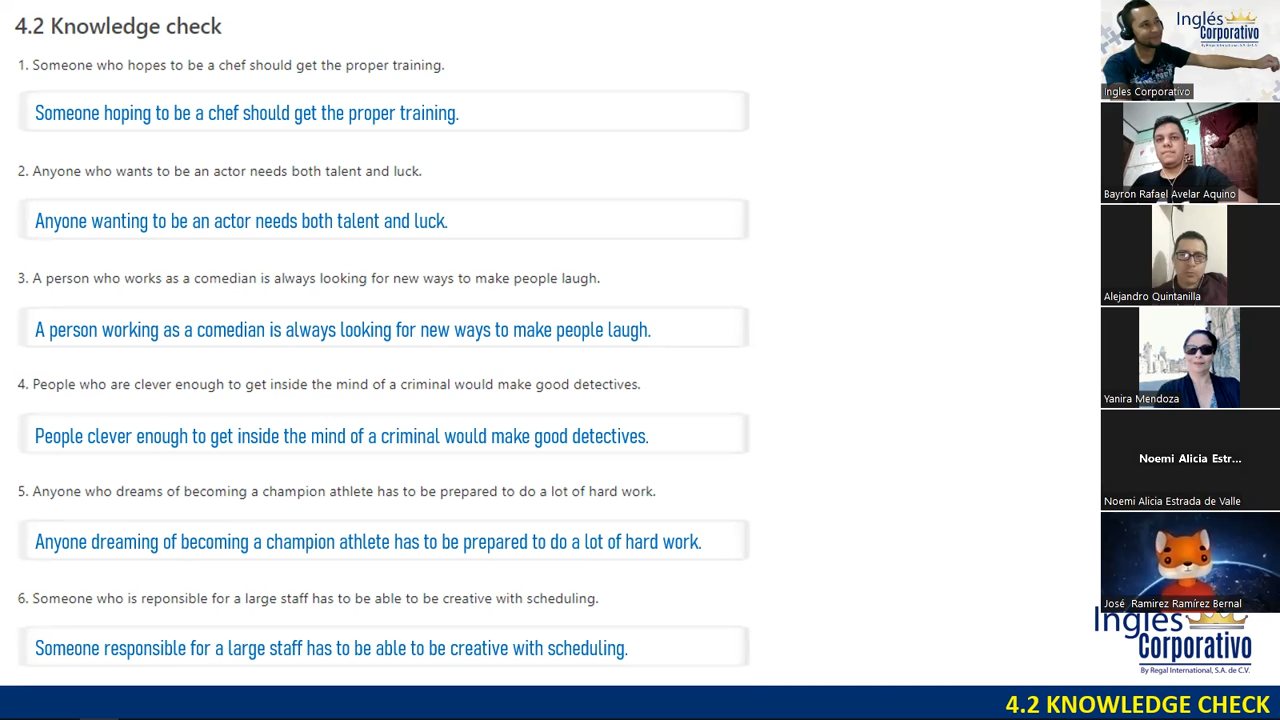 4.2 Knowledge check
1. Someone who hopes to be a chef should get the proper training.
Someone hoping to be a chef should get the proper training.
2. Anyone who wants to be an actor needs both talent and luck.
Anyone wanting to be an actor needs both talent and luck.
3. A person who works as a comedian is always looking for new ways to make people laugh.
A person working as a comedian is always looking for new ways to make people laugh.
4. People who are clever enough to get inside the mind of a criminal would make good detectives.
People clever enough to get inside the mind of a criminal would make good detectives.
5. Anyone who dreams of becoming a champion athlete has to be prepared to do a lot of hard work.
Anyone dreaming of becoming a champion athlete has to be prepared to do a lot of hard work.
6. Someone who is reponsible for a large staff has to be able to be creative with scheduling.
Someone responsible for a large staff has to be able to be creative with scheduling.
Inglés
Corporativo
By Regal International, S.A. de C.V.
Ingles Corporativo
Bayron Rafael Avelar Aquino
Alejandro Quintanilla
Yanira Mendoza
Noemi Alicia Estr...
Noemi Alicia Estrada de Valle
José Ramirez Ramírez Bernal
Inglés
Corporativo
By Regal International, S.A. de C.V.
4.2 KNOWLEDGE CHECK